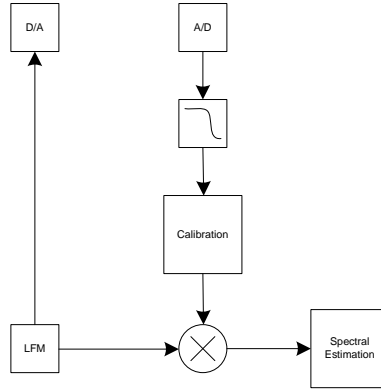 D/A
A/D
Calibration
LFM
Spectral
Estimation